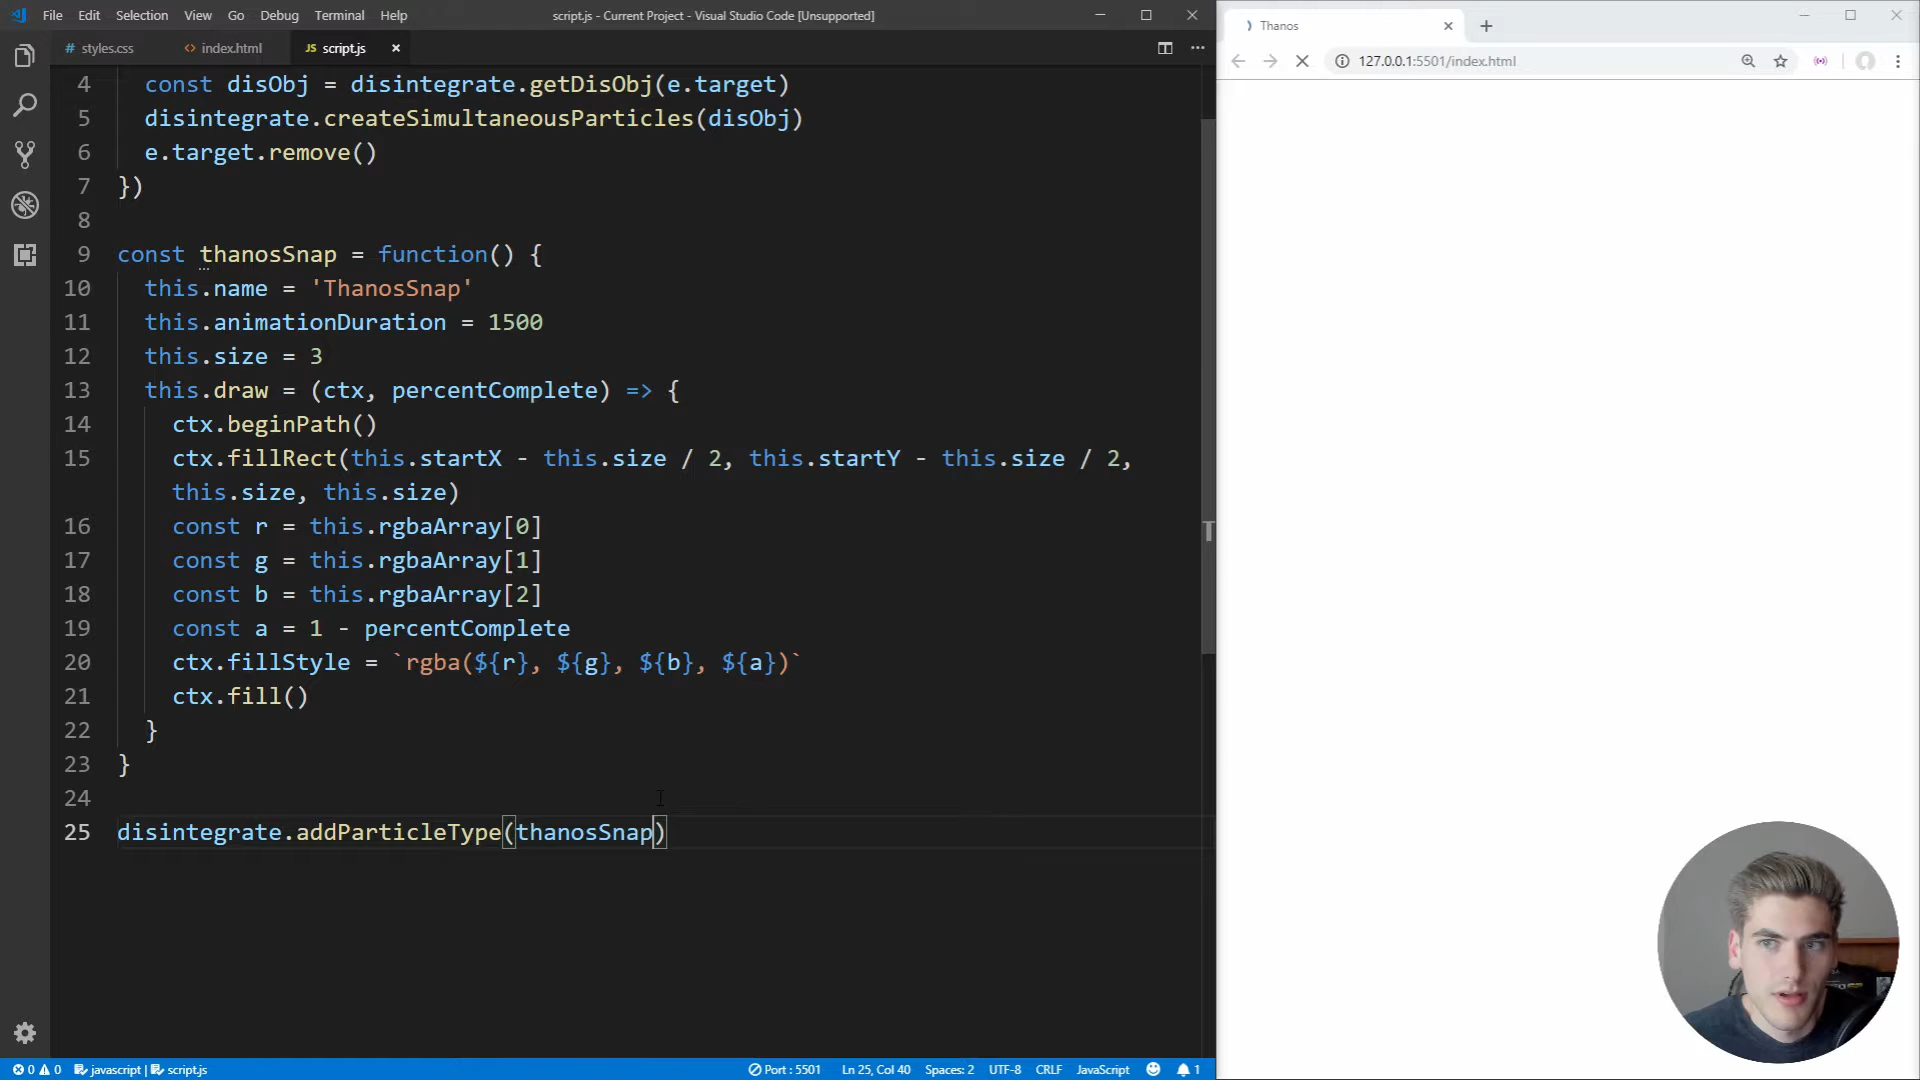 File Edit Selection View Go Debug Terminal Help
script.js - Current Project - Visual Studio Code [Unsupported]
Thanos
# styles.css
<> index.html
JS script.js
127.0.0.1:5501/index.html
4 const disObj = disintegrate.getDisObj(e.target)
5 disintegrate.createSimultaneousParticles(disObj)
6 e.target.remove()
7 })
8
9 const thanosSnap = function() {
10 this.name = 'ThanosSnap'
11 this.animationDuration = 1500
12 this.size = 3
13 this.draw = (ctx, percentComplete) => {
14 ctx.beginPath()
15 ctx.fillRect(this.startX - this.size / 2, this.startY - this.size / 2,
this.size, this.size)
16 const r = this.rgbaArray[0]
17 const g = this.rgbaArray[1]
18 const b = this.rgbaArray[2]
19 const a = 1 - percentComplete
20 ctx.fillStyle = `rgba(${r}, ${g}, ${b}, ${a})`
21 ctx.fill()
22 }
23 }
24
25 disintegrate.addParticleType(thanosSnap)
0 0 javascript | script.js
Port : 5501 Ln 25, Col 40 Spaces: 2 UTF-8 CRLF JavaScript 1